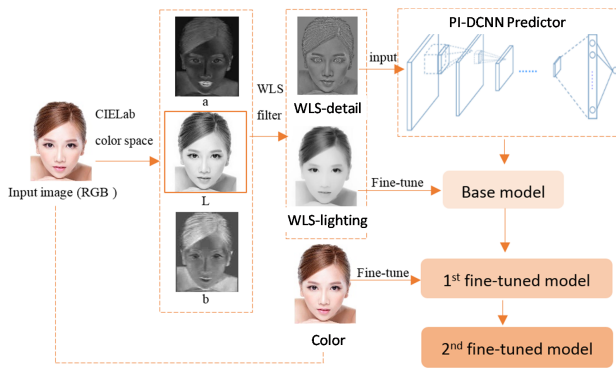 PI-DCNN Predictor
input
a
WLS
filter
WLS-detail
CIELab
color space
Input image (RGB )
L
WLS-lighting
Fine-tune
Base model
b
Fine-tune
1st fine-tuned model
Color
2nd fine-tuned model